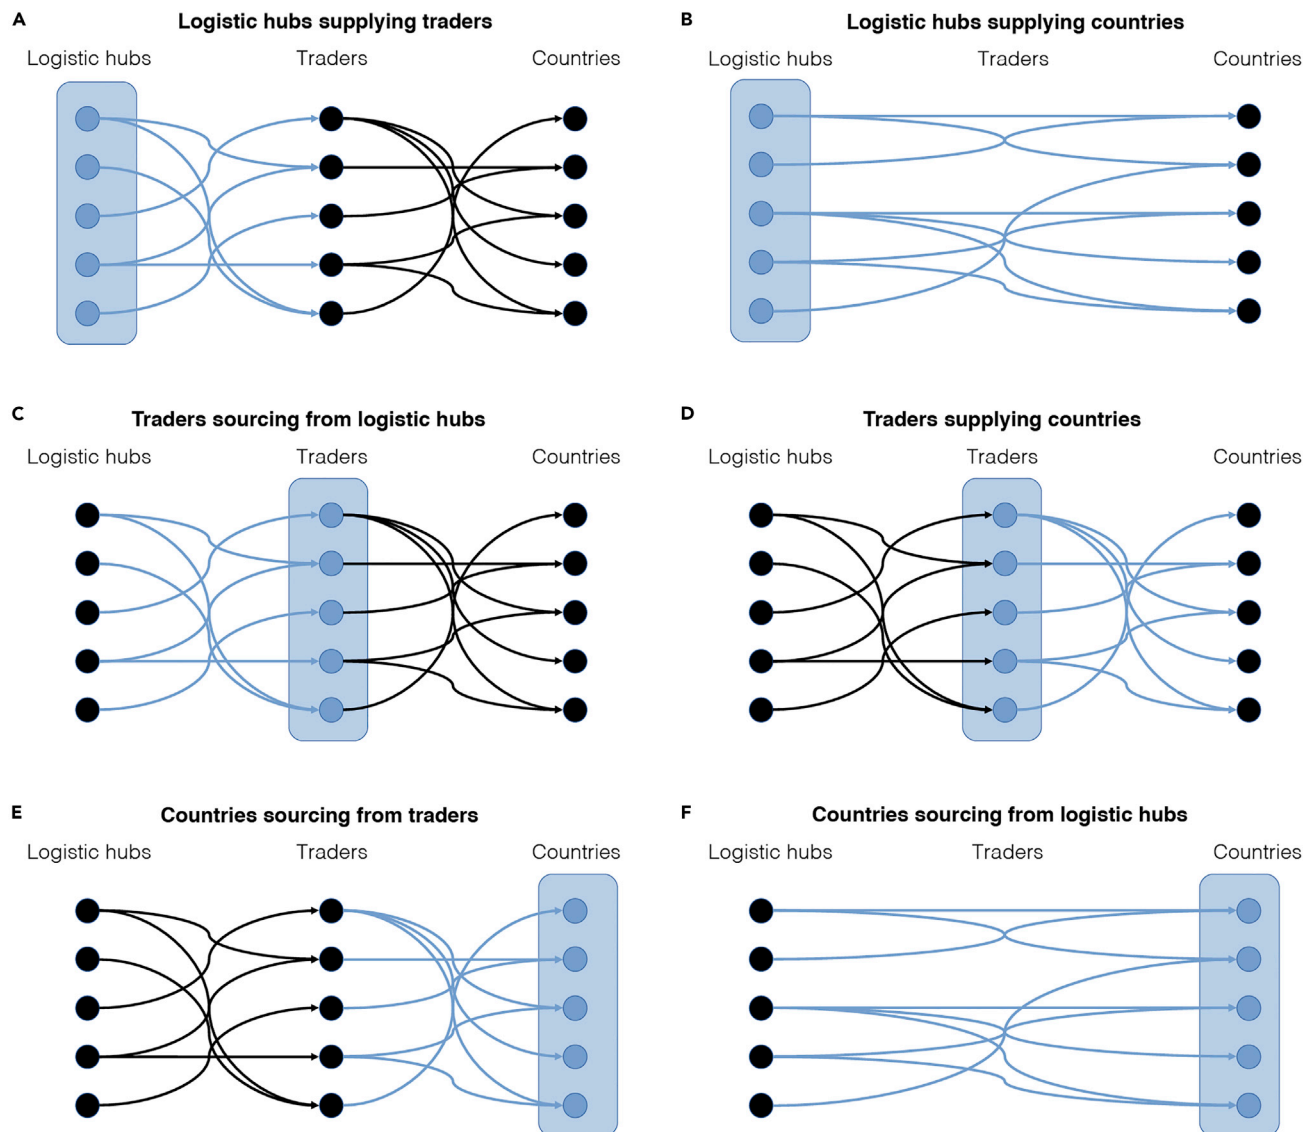 A
Logistic hubs supplying traders
Logistic hubs
Traders
Countries
B
Logistic hubs supplying countries
Logistic hubs
Traders
Countries
C
Traders sourcing from logistic hubs
Logistic hubs
Traders
Countries
D
Traders supplying countries
Logistic hubs
Traders
Countries
E
Countries sourcing from traders
Logistic hubs
Traders
Countries
F
Countries sourcing from logistic hubs
Logistic hubs
Traders
Countries